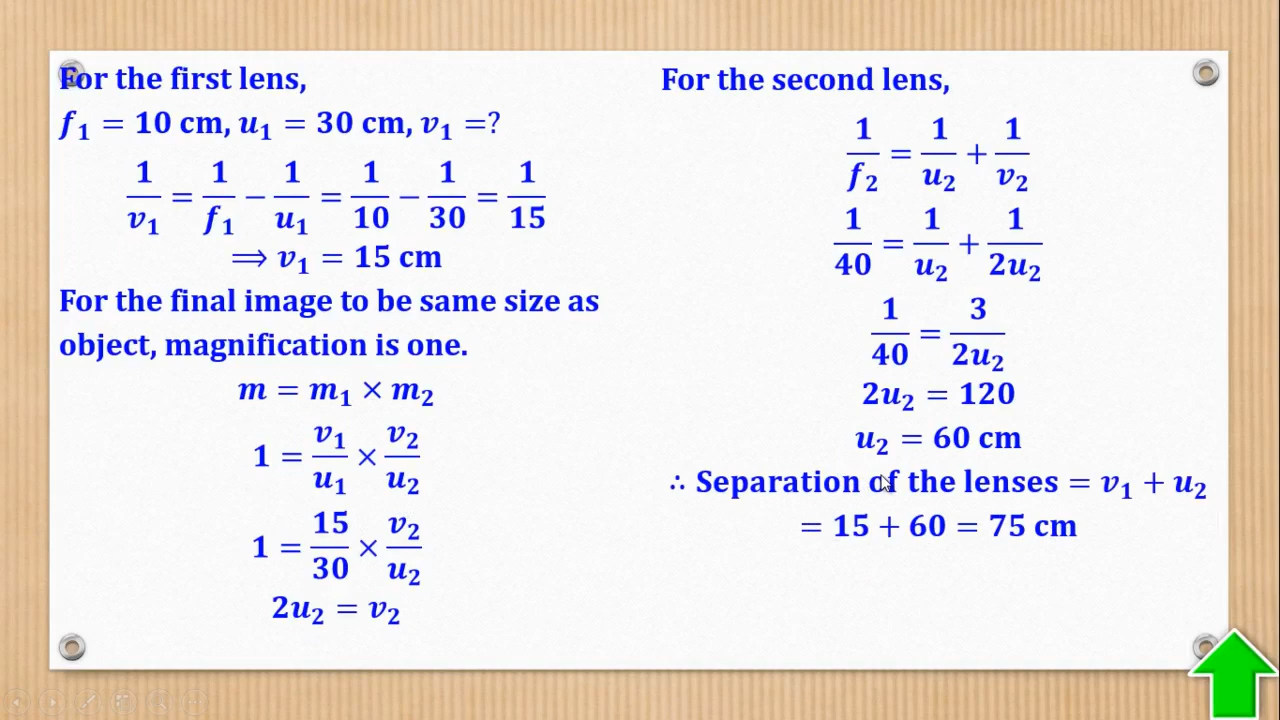 For the first lens,
f₁ = 10 cm, u₁ = 30 cm, v₁ =?
1/v₁ = 1/f₁ − 1/u₁ = 1/10 − 1/30 = 1/15
⟹ v₁ = 15 cm
For the final image to be same size as
object, magnification is one.
m = m₁ × m₂
1 = v₁/u₁ × v₂/u₂
1 = 15/30 × v₂/u₂
2u₂ = v₂
For the second lens,
1/f₂ = 1/u₂ + 1/v₂
1/40 = 1/u₂ + 1/2u₂
1/40 = 3/2u₂
2u₂ = 120
u₂ = 60 cm
∴ Separation of the lenses = v₁ + u₂
= 15 + 60 = 75 cm